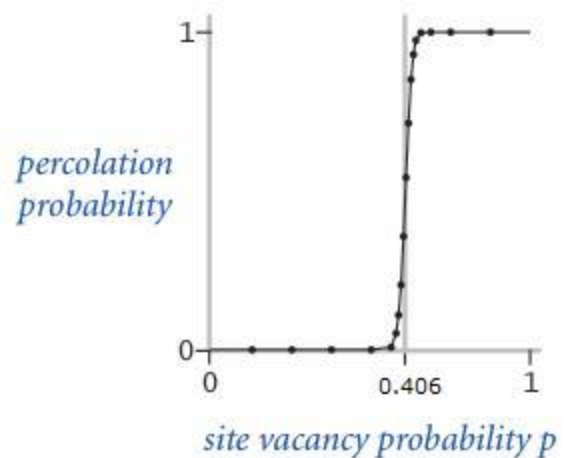 1
percolation
probability
0
0
0.406
1
site vacancy probability p